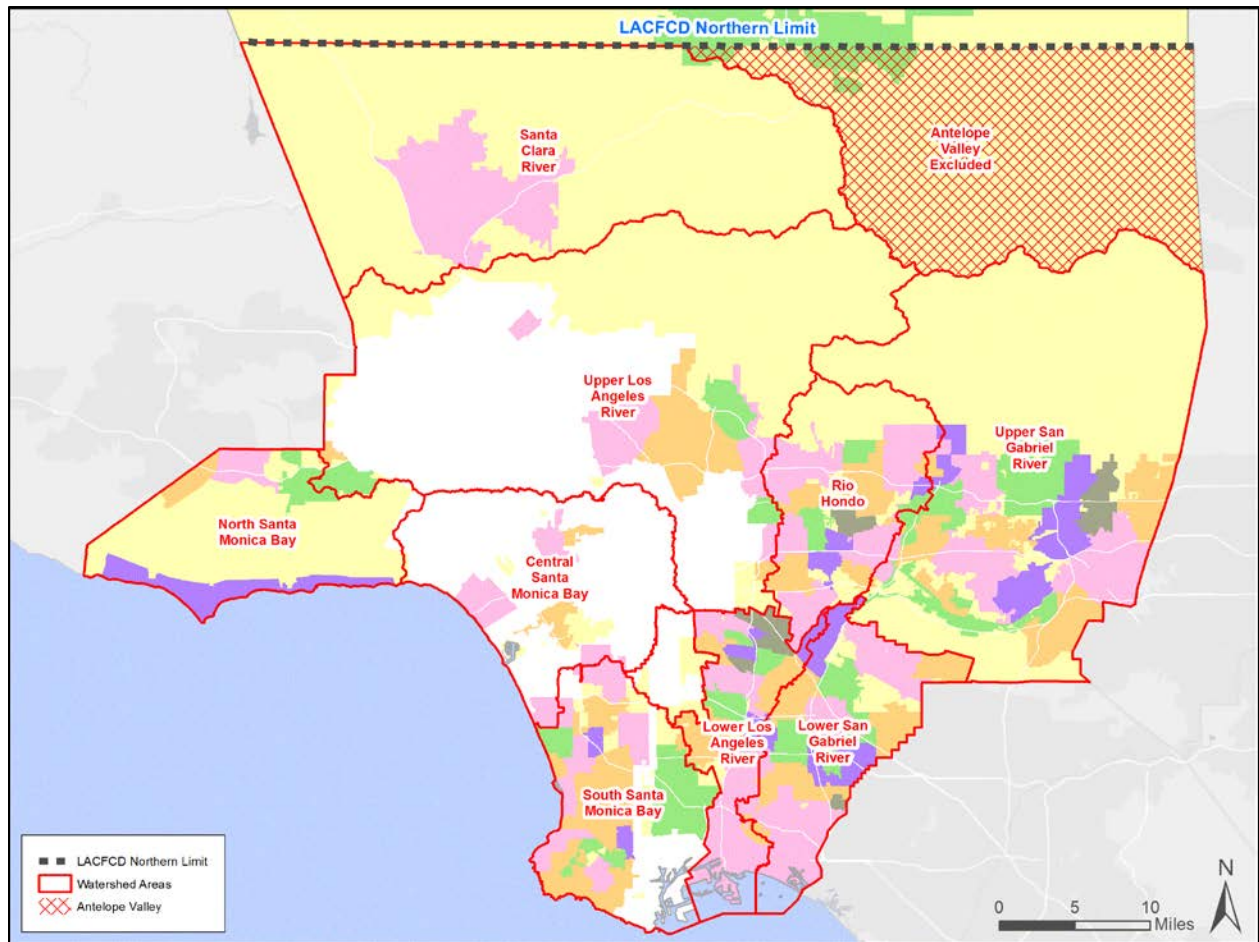 LACFCD Northern Limit
Santa
Clara
River
Antelope
Valley
Excluded
Upper Los
Angeles
River
Upper San
Gabriel
River
Rio
Hondo
North Santa
Monica Bay
Central
Santa
Monica Bay
Lower Los
Angeles
River
Lower San
Gabriel
River
South Santa
Monica Bay
LACFCD Northern Limit
Watershed Areas
Antelope Valley
N
0 5 10
Miles